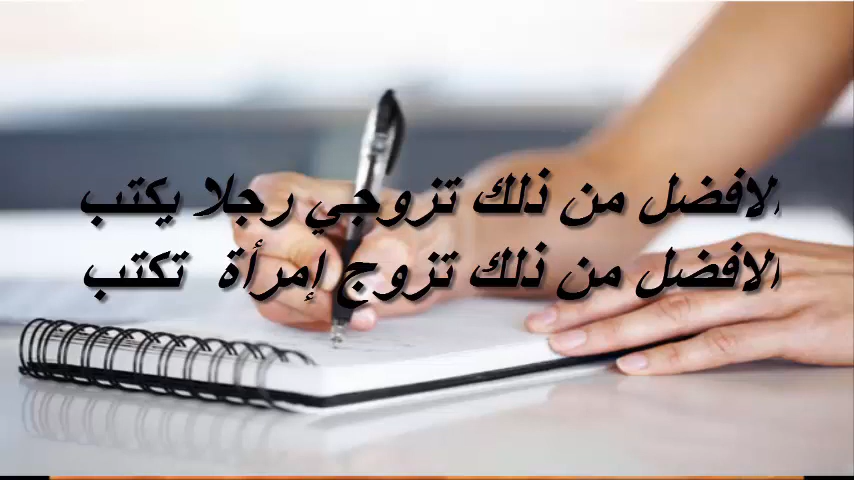 الافضل من ذلك تزوجي رجلا يكتب
الافضل من ذلك تزوج إمرأة تكتب